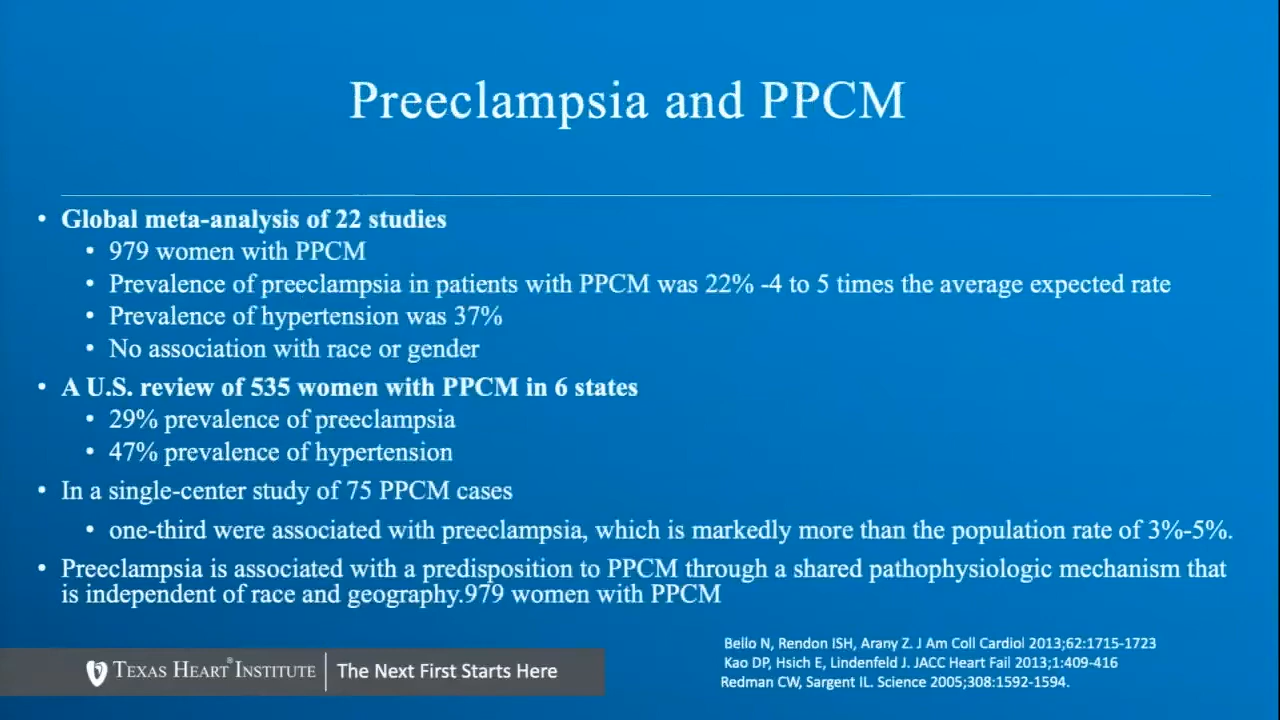 Preeclampsia and PPCM
• Global meta-analysis of 22 studies
• 979 women with PPCM
• Prevalence of preeclampsia in patients with PPCM was 22% -4 to 5 times the average expected rate
• Prevalence of hypertension was 37%
• No association with race or gender
• A U.S. review of 535 women with PPCM in 6 states
• 29% prevalence of preeclampsia
• 47% prevalence of hypertension
• In a single-center study of 75 PPCM cases
• one-third were associated with preeclampsia, which is markedly more than the population rate of 3%-5%.
• Preeclampsia is associated with a predisposition to PPCM through a shared pathophysiologic mechanism that
is independent of race and geography.979 women with PPCM
Bello N, Rendon ISH, Arany Z. J Am Coll Cardiol 2013;62:1715-1723
Kao DP, Hsich E, Lindenfeld J. JACC Heart Fail 2013;1:409-416
Redman CW, Sargent IL. Science 2005;308:1592-1594.
TEXAS HEART® INSTITUTE | The Next First Starts Here